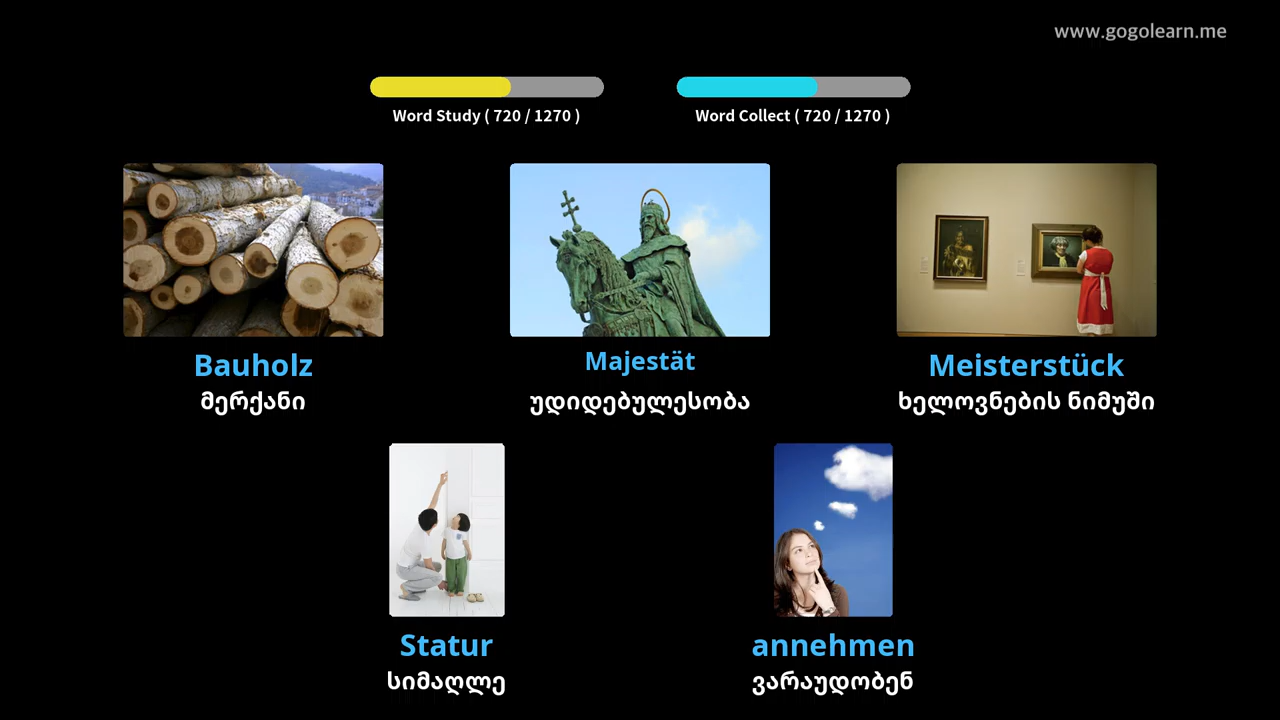 www.gogolearn.me
Word Study ( 720 / 1270 )
Word Collect ( 720 / 1270 )
Bauholz
Majestät
Meisterstück
მერქანი
უდიდებულესობა
ხელოვნების ნიმუში
Statur
annehmen
სიმაღლე
ვარაუდობენ